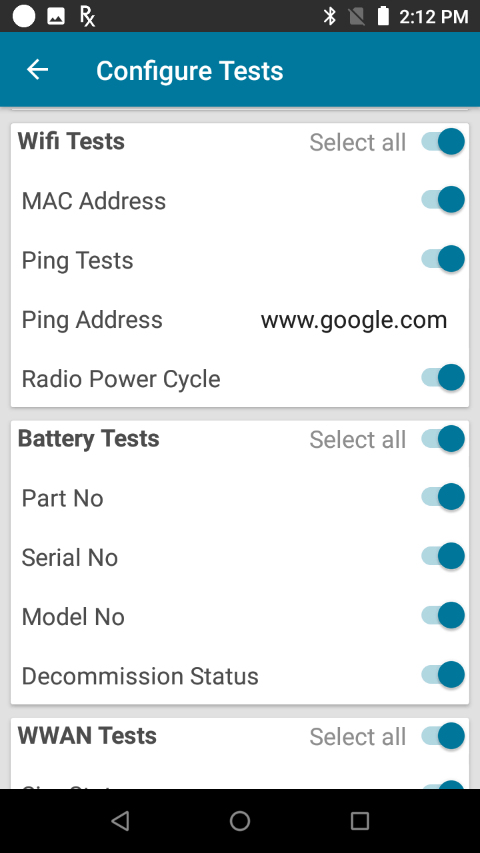 2:12 PM
Configure Tests
Wifi Tests Select all
MAC Address
Ping Tests
Ping Address www.google.com
Radio Power Cycle
Battery Tests Select all
Part No
Serial No
Model No
Decommission Status
WWAN Tests Select all